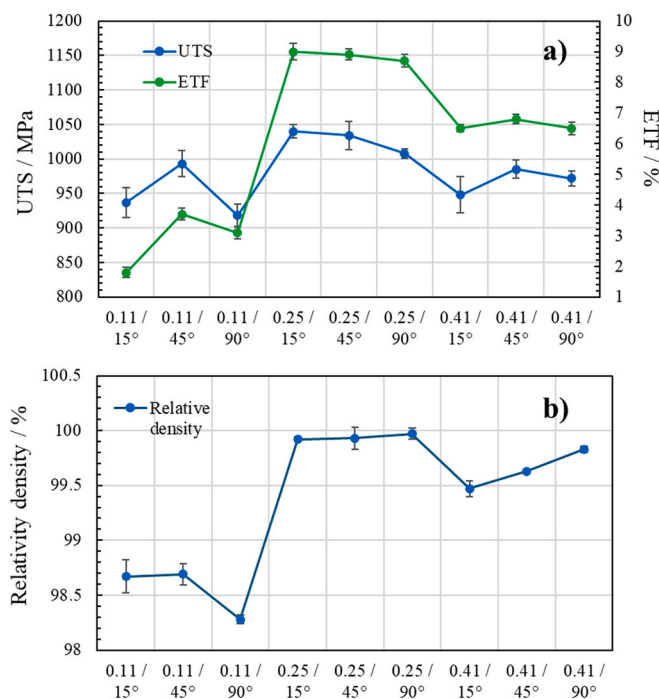 1200
1150
1100
1050
1000
950
900
850
800
UTS / MPa
UTS
ETF
a)
10
9
8
7
6
5
4
3
2
1
ETF / %
0.11 / 0.11 / 0.11 / 0.25 / 0.25 / 0.25 / 0.41 / 0.41 / 0.41 /
15° 45° 90° 15° 45° 90° 15° 45° 90°
100.5
100
99.5
99
98.5
98
Relativity density / %
Relative
density
b)
0.11 / 0.11 / 0.11 / 0.25 / 0.25 / 0.25 / 0.41 / 0.41 / 0.41 /
15° 45° 90° 15° 45° 90° 15° 45° 90°